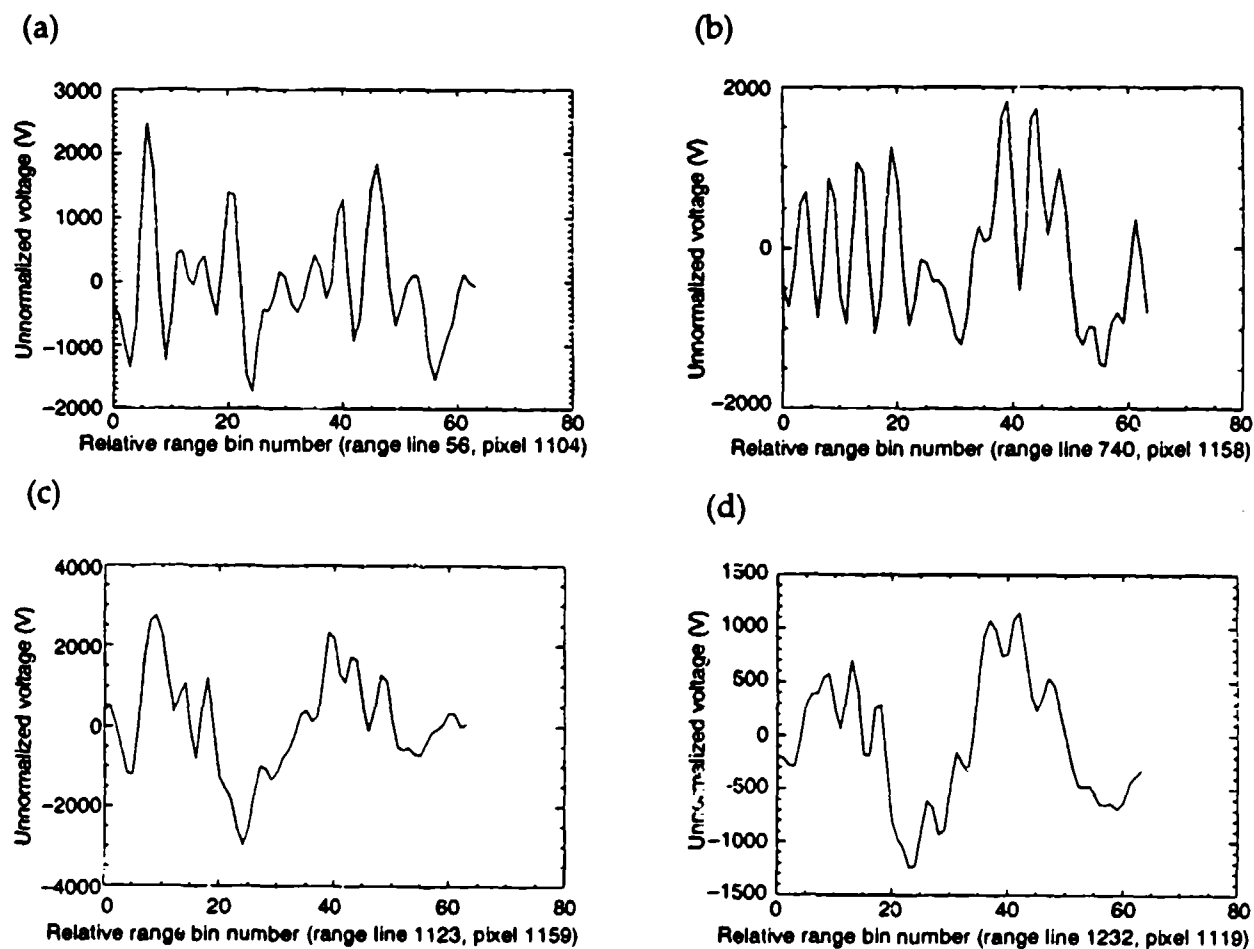 (a)
3000
2000
1000
0
−1000
−2000
Unnormalized voltage (V)
0 20 40 60 80
Relative range bin number (range line 56, pixel 1104)
(b)
2000
0
−2000
Unnormalized voltage (V)
0 20 40 60 80
Relative range bin number (range line 740, pixel 1158)
(c)
4000
2000
0
−2000
−4000
Unnormalized voltage (V)
0 20 40 60 80
Relative range bin number (range line 1123, pixel 1159)
(d)
1500
1000
500
0
−500
−1000
−1500
Unnormalized voltage (V)
0 20 40 60 80
Relative range bin number (range line 1232, pixel 1119)